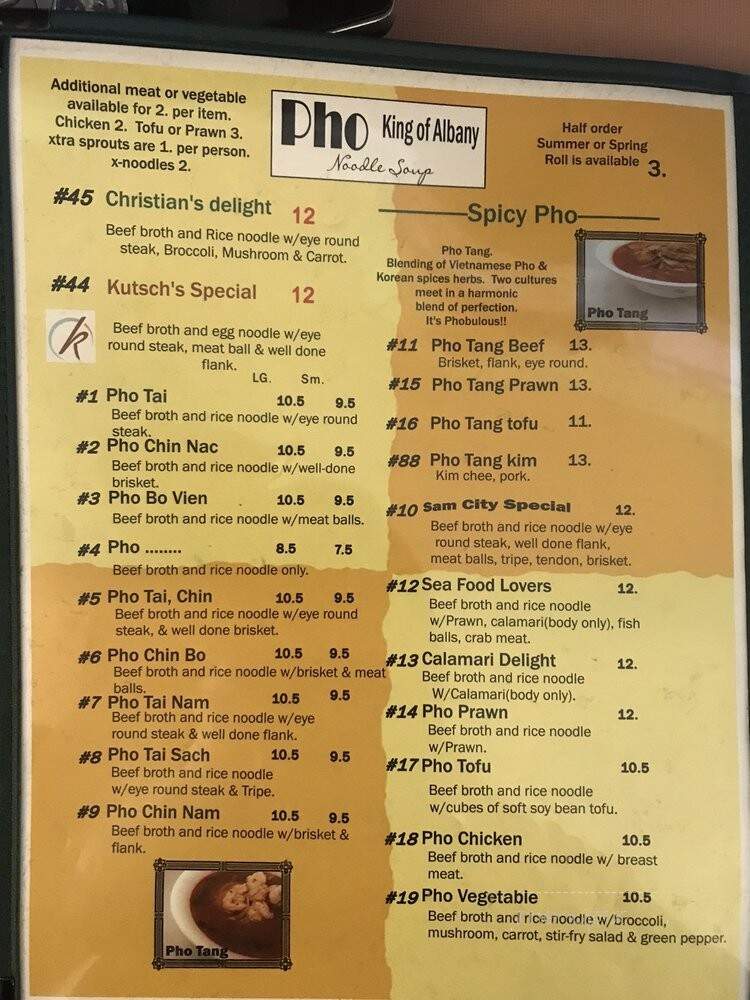 Additional meat or vegetable
available for 2. per item.
Chicken 2. Tofu or Prawn 3.
xtra sprouts are 1. per person.
x-noodles 2.
Pho King of Albany
Noodle Soup
Half order
Summer or Spring
Roll is available 3.
#45 Christian's delight 12
Beef broth and Rice noodle w/eye round
steak, Broccoli, Mushroom & Carrot.
#44 Kutsch's Special 12
k
Beef broth and egg noodle w/eye
round steak, meat ball & well done
flank.
LG. Sm.
#1 Pho Tai 10.5 9.5
Beef broth and rice noodle w/eye round
steak.
#2 Pho Chin Nac 10.5 9.5
Beef broth and rice noodle w/well-done
brisket.
#3 Pho Bo Vien 10.5 9.5
Beef broth and rice noodle w/meat balls.
#4 Pho ........ 8.5 7.5
Beef broth and rice noodle only.
#5 Pho Tai, Chin 10.5 9.5
Beef broth and rice noodle w/eye round
steak, & well done brisket.
#6 Pho Chin Bo 10.5 9.5
Beef broth and rice noodle w/brisket & meat
balls.
#7 Pho Tai Nam 10.5 9.5
Beef broth and rice noodle w/eye
round steak & well done flank.
#8 Pho Tai Sach 10.5 9.5
Beef broth and rice noodle
w/eye round steak & Tripe.
#9 Pho Chin Nam 10.5 9.5
Beef broth and rice noodle w/brisket &
flank.
Pho Tang
Spicy Pho
Pho Tang.
Blending of Vietnamese Pho &
Korean spices herbs. Two cultures
meet in a harmonic
blend of perfection.
It's Phobulous!!
Pho Tang
#11 Pho Tang Beef 13.
Brisket, flank, eye round.
#15 Pho Tang Prawn 13.
#16 Pho Tang tofu 11.
#88 Pho Tang kim 13.
Kim chee, pork.
#10 Sam City Special 12.
Beef broth and rice noodle w/eye
round steak, well done flank,
meat balls, tripe, tendon, brisket.
#12 Sea Food Lovers 12.
Beef broth and rice noodle
w/Prawn, calamari(body only), fish
balls, crab meat.
#13 Calamari Delight 12.
Beef broth and rice noodle
W/Calamari(body only).
#14 Pho Prawn 12.
Beef broth and rice noodle
w/Prawn.
#17 Pho Tofu 10.5
Beef broth and rice noodle
w/cubes of soft soy bean tofu.
#18 Pho Chicken 10.5
Beef broth and rice noodle w/ breast
meat.
#19 Pho Vegetable 10.5
Beef broth and rice noodle w/broccoli,
mushroom, carrot, stir-fry salad & green pepper.